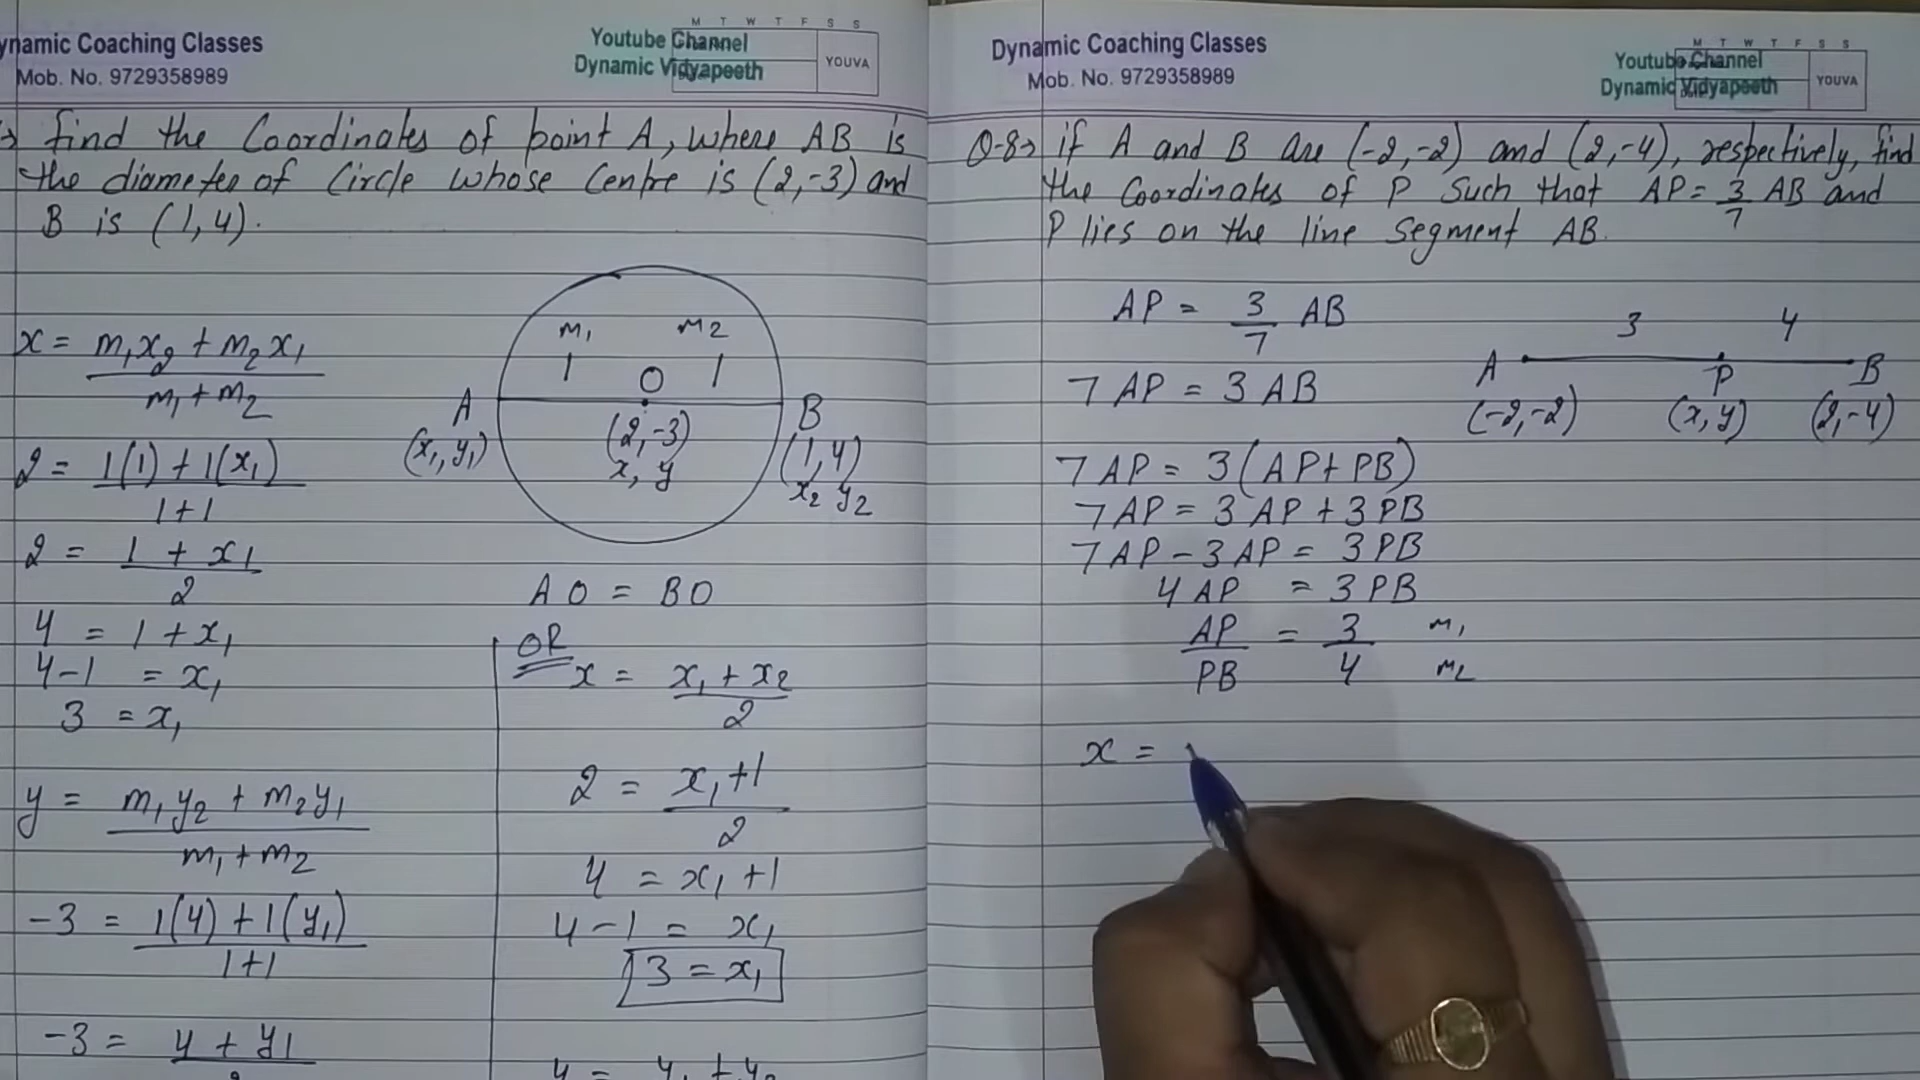 ynamic Coaching Classes
Mob. No. 9729358989
Youtube Channel
Dynamic Vidyapeeth
M T W T F S S
YOUVA
find the Coordinates of point A, where AB is
the diameter of Circle whose Centre is (2,-3) and
B is (1,4).
x = m₁x₂ + m₂x₁
m₁ + m₂
2 = 1(1) + 1(x₁)
1+1
2 = 1 + x₁
2
4 = 1 + x₁
4-1 = x₁
3 = x₁
y = m₁y₂ + m₂y₁
m₁ + m₂
-3 = 1(4) + 1(y₁)
1+1
-3 = 4 + y₁
m₁ m₂
1 O 1
A B
(x₁, y₁) (2,-3) (1,4)
x, y x₂ y₂
AO = BO
OR
x = x₁ + x₂
2
2 = x₁+1
2
4 = x₁+1
4-1 = x₁
3 = x₁
Dynamic Coaching Classes
Mob. No. 9729358989
Youtube Channel
Dynamic Vidyapeeth
M T W T F S S
YOUVA
Q-8→ if A and B are (-2,-2) and (2,-4), respectively, find
the Coordinates of P Such that AP = 3/7 AB and
P lies on the line segment AB.
AP = 3/7 AB
7 AP = 3 AB
7 AP = 3(AP+PB)
7 AP = 3 AP + 3 PB
7 AP - 3 AP = 3 PB
4 AP = 3 PB
AP = 3 m₁
PB 4 m₂
x =
3 4
A P B
(-2,-2) (x,y) (2,-4)